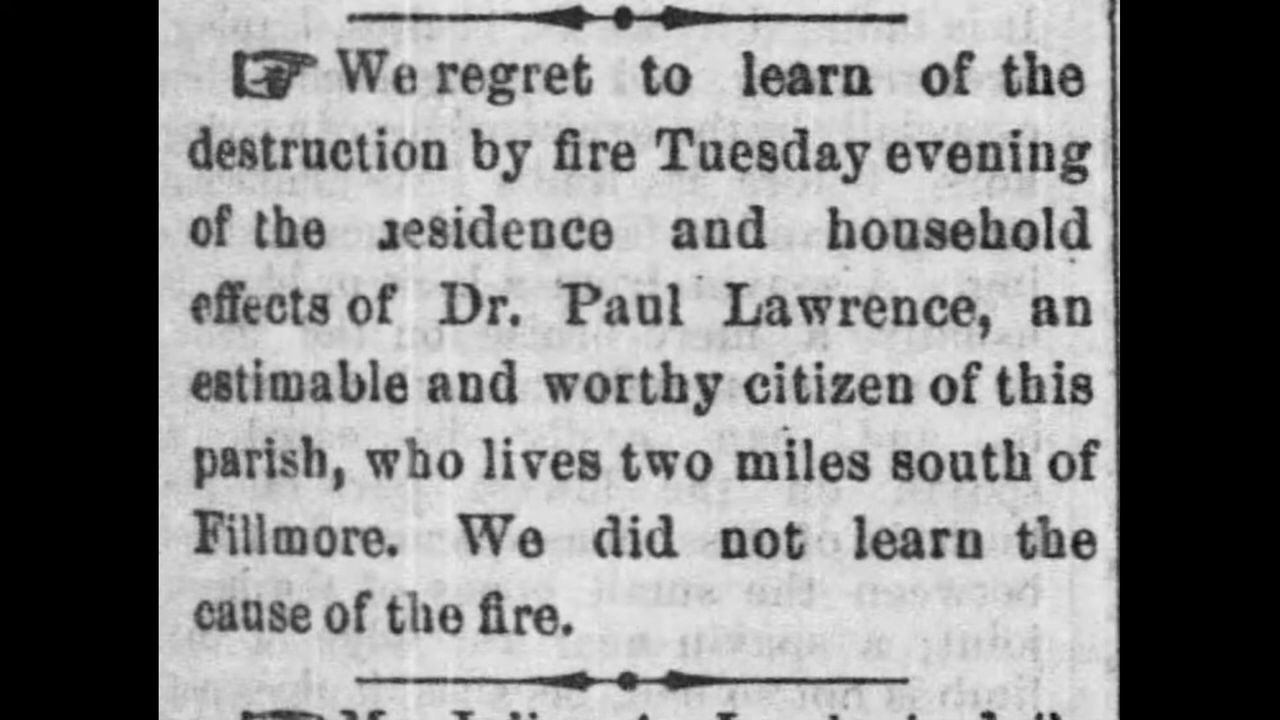 ☞ We regret to learn of the
destruction by fire Tuesday evening
of the residence and household
effects of Dr. Paul Lawrence, an
estimable and worthy citizen of this
parish, who lives two miles south of
Fillmore. We did not learn the
cause of the fire.